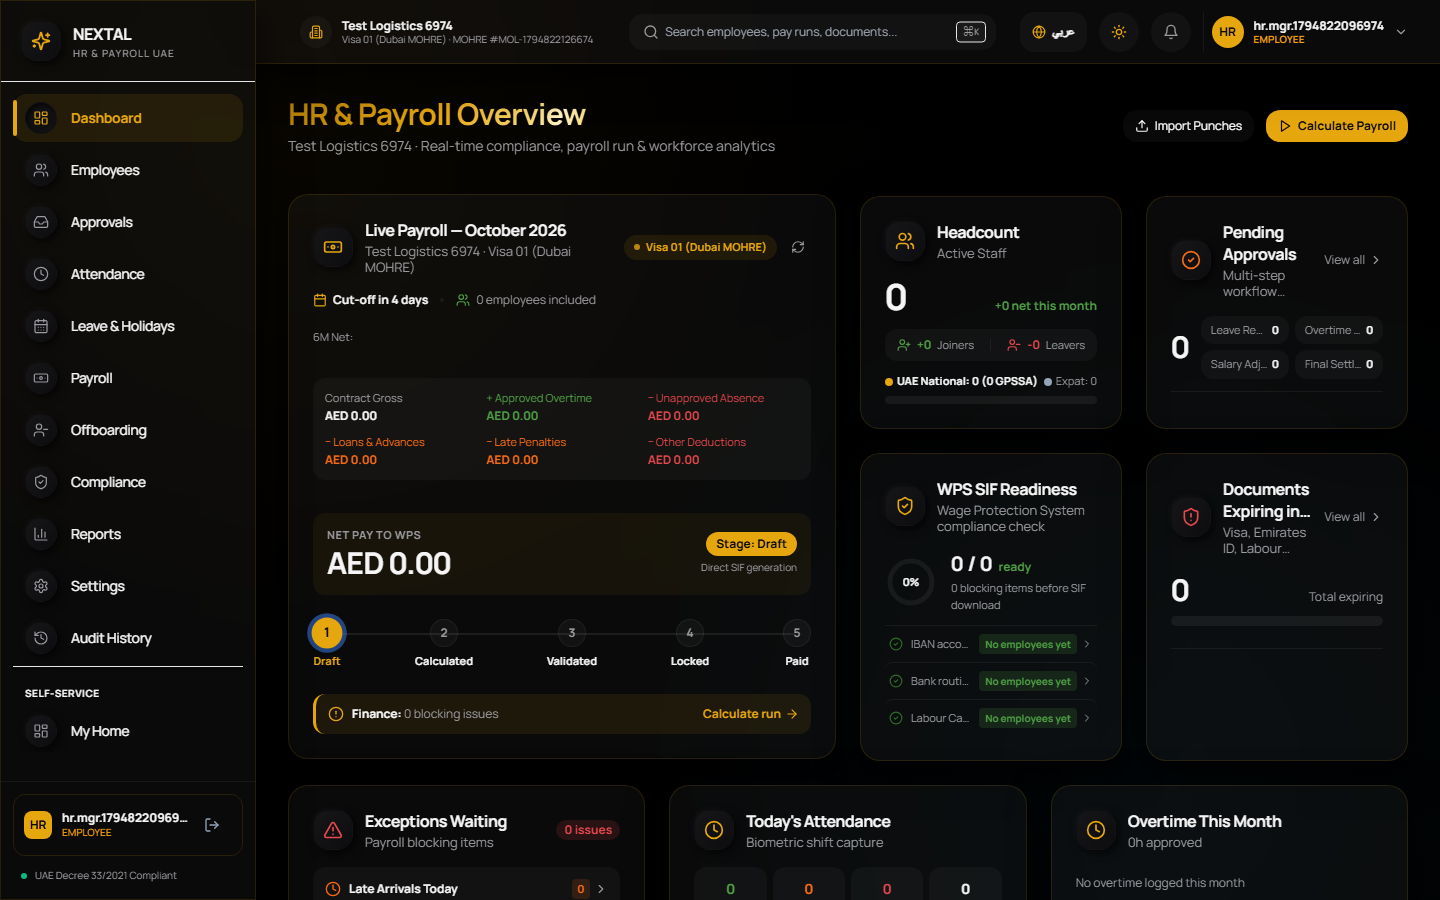 NEXTAL
HR & PAYROLL UAE
Dashboard
Employees
Approvals
Attendance
Leave & Holidays
Payroll
Offboarding
Compliance
Reports
Settings
Audit History
SELF-SERVICE
My Home
HR
hr.mgr.17948220969...
EMPLOYEE
UAE Decree 33/2021 Compliant
Test Logistics 6974
Visa 01 (Dubai MOHRE) · MOHRE #MOL-1794822126674
Search employees, pay runs, documents...
⌘K
عربي
HR
hr.mgr.1794822096974
EMPLOYEE
HR & Payroll Overview
Test Logistics 6974 · Real-time compliance, payroll run & workforce analytics
Import Punches
Calculate Payroll
Live Payroll — October 2026
Test Logistics 6974 · Visa 01 (Dubai
MOHRE)
Visa 01 (Dubai MOHRE)
Cut-off in 4 days
0 employees included
6M Net:
Contract Gross
AED 0.00
+ Approved Overtime
AED 0.00
− Unapproved Absence
AED 0.00
− Loans & Advances
AED 0.00
− Late Penalties
AED 0.00
− Other Deductions
AED 0.00
NET PAY TO WPS
AED 0.00
Stage: Draft
Direct SIF generation
1
Draft
2
Calculated
3
Validated
4
Locked
5
Paid
Finance: 0 blocking issues
Calculate run →
Headcount
Active Staff
0
+0 net this month
+0 Joiners
-0 Leavers
UAE National: 0 (0 GPSSA)
Expat: 0
Pending
Approvals
Multi-step
workflow...
View all
0
Leave Re... 0
Overtime ... 0
Salary Adj... 0
Final Settl... 0
WPS SIF Readiness
Wage Protection System
compliance check
0%
0 / 0 ready
0 blocking items before SIF
download
IBAN acco... No employees yet
Bank routi... No employees yet
Labour Ca... No employees yet
Documents
Expiring in...
Visa, Emirates
ID, Labour...
View all
0
Total expiring
Exceptions Waiting
Payroll blocking items
0 issues
Late Arrivals Today
0
Today's Attendance
Biometric shift capture
0
0
0
0
Overtime This Month
0h approved
No overtime logged this month